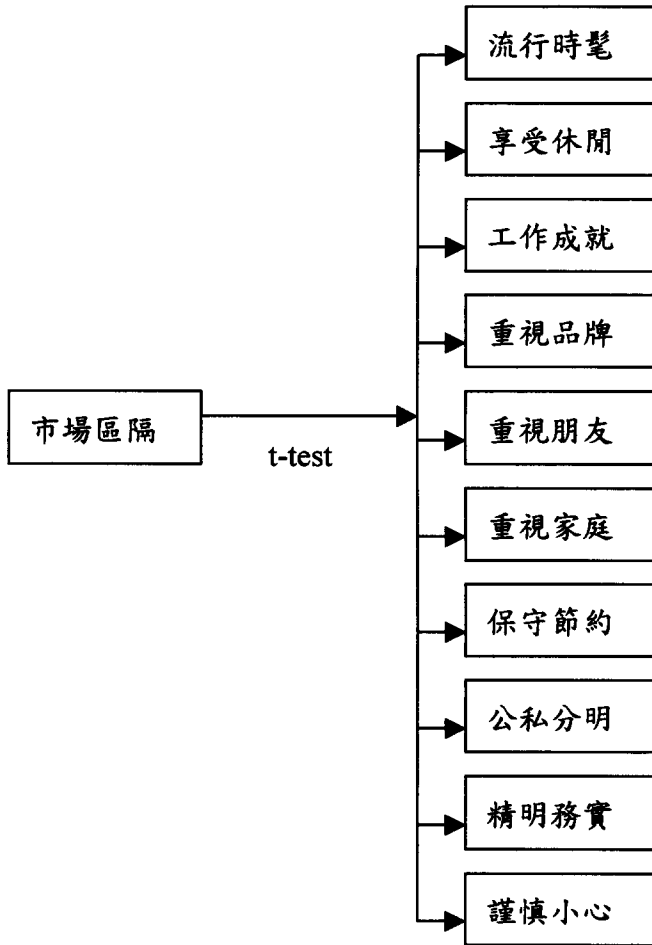 流行時髦
享受休閒
工作成就
重視品牌
市場區隔
t-test
重視朋友
重視家庭
保守節約
公私分明
精明務實
謹慎小心